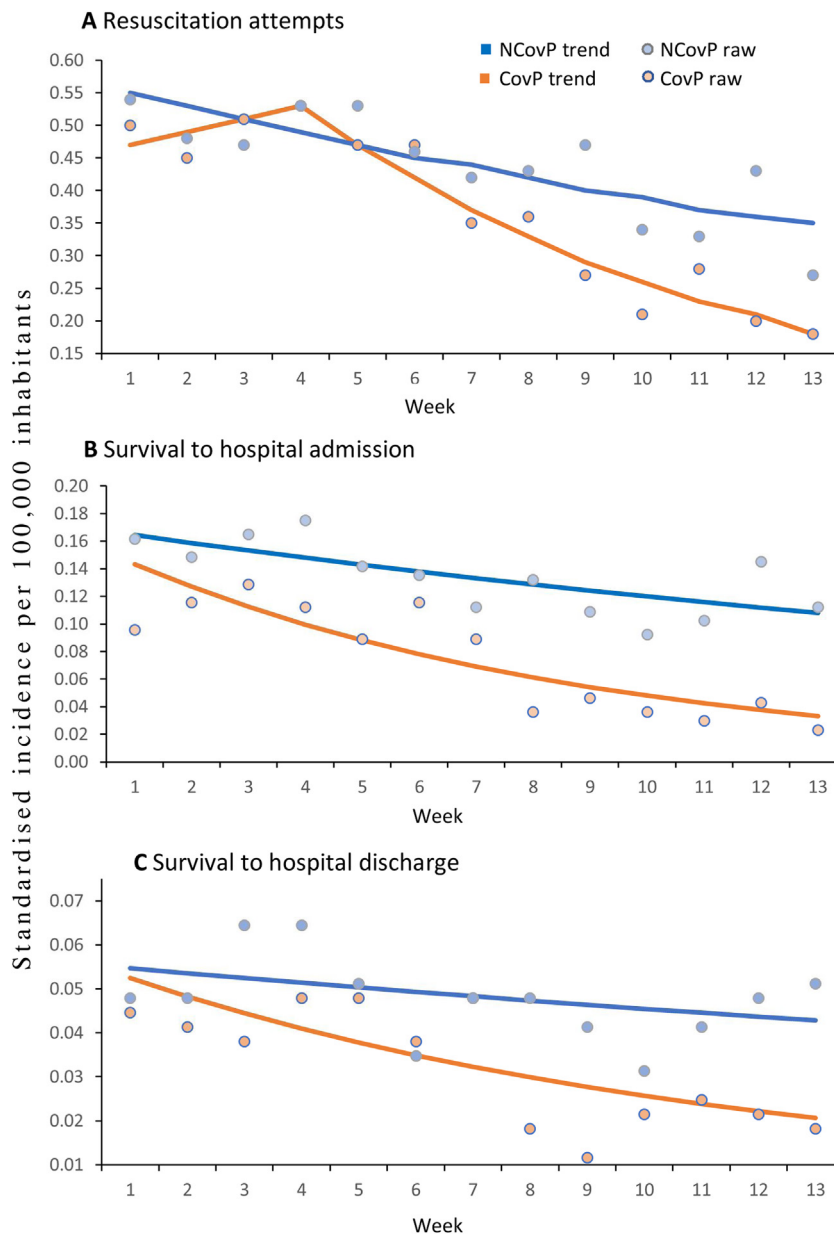 A Resuscitation attempts
NCovP trend
NCovP raw
CovP trend
CovP raw
0.60
0.55
0.50
0.45
0.40
0.35
0.30
0.25
0.20
0.15
1 2 3 4 5 6 7 8 9 10 11 12 13
Week
Standardised incidence per 100,000 inhabitants
B Survival to hospital admission
0.20
0.18
0.16
0.14
0.12
0.10
0.08
0.06
0.04
0.02
0.00
1 2 3 4 5 6 7 8 9 10 11 12 13
Week
C Survival to hospital discharge
0.07
0.06
0.05
0.04
0.03
0.02
0.01
1 2 3 4 5 6 7 8 9 10 11 12 13
Week